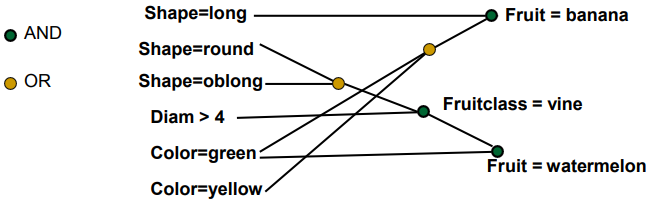 AND
OR
Shape=long
Shape=round
Shape=oblong
Diam > 4
Color=green
Color=yellow
Fruit = banana
Fruitclass = vine
Fruit = watermelon